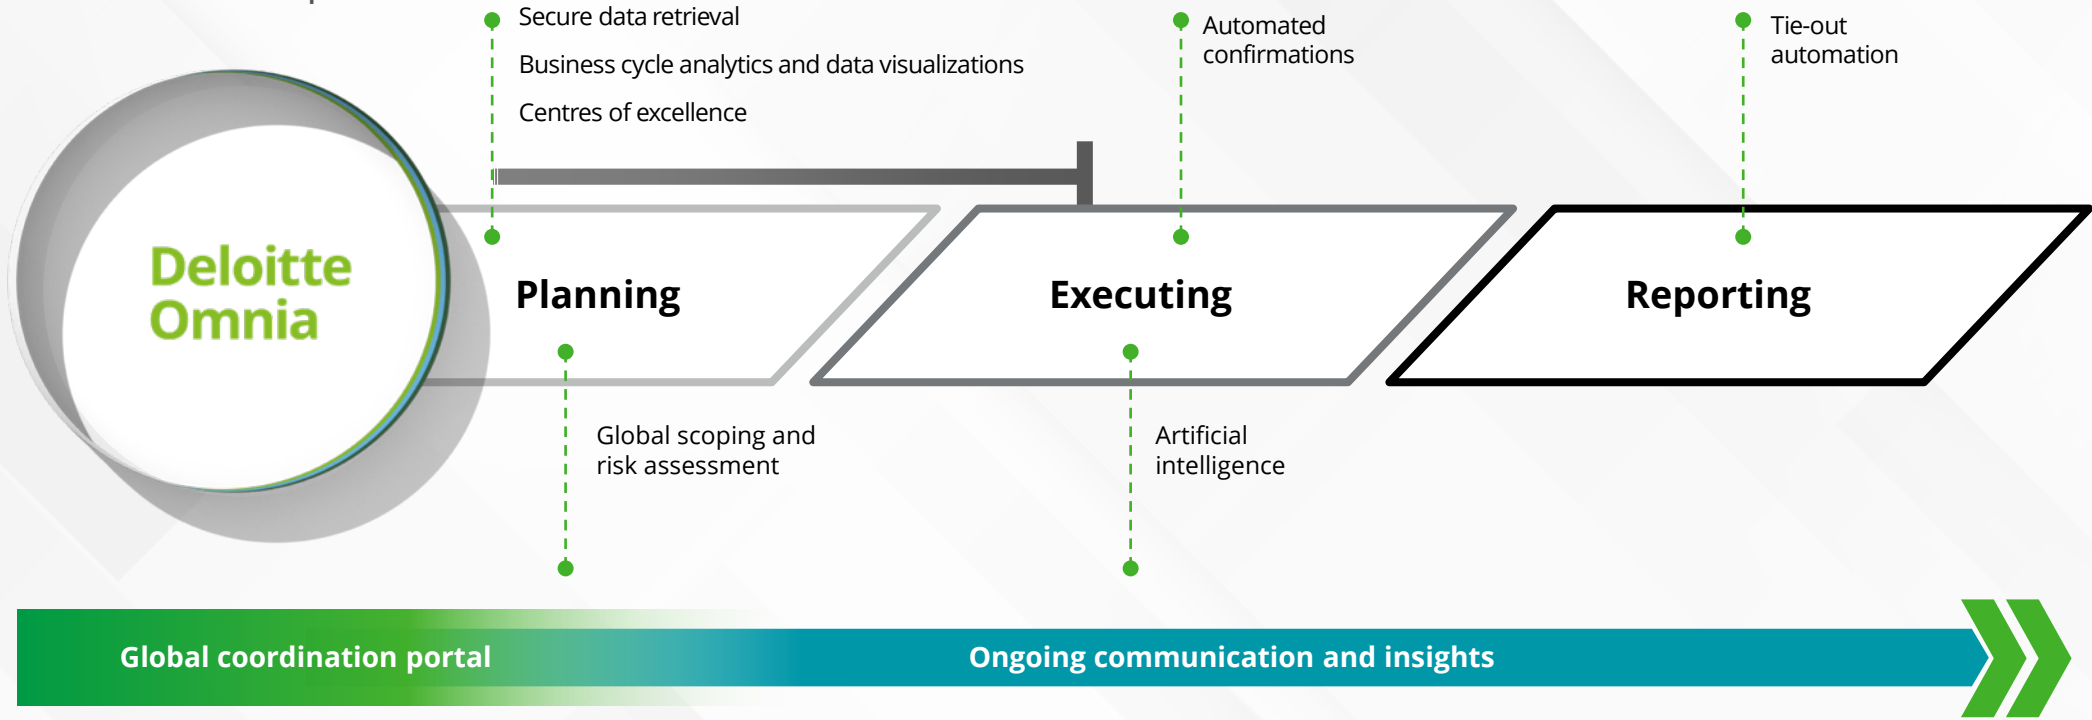 Secure data retrieval
Business cycle analytics and data visualizations
Centres of excellence
Automated
confirmations
Tie-out
automation
Deloitte
Omnia
Planning
Executing
Reporting
Global scoping and
risk assessment
Artificial
intelligence
Global coordination portal
Ongoing communication and insights